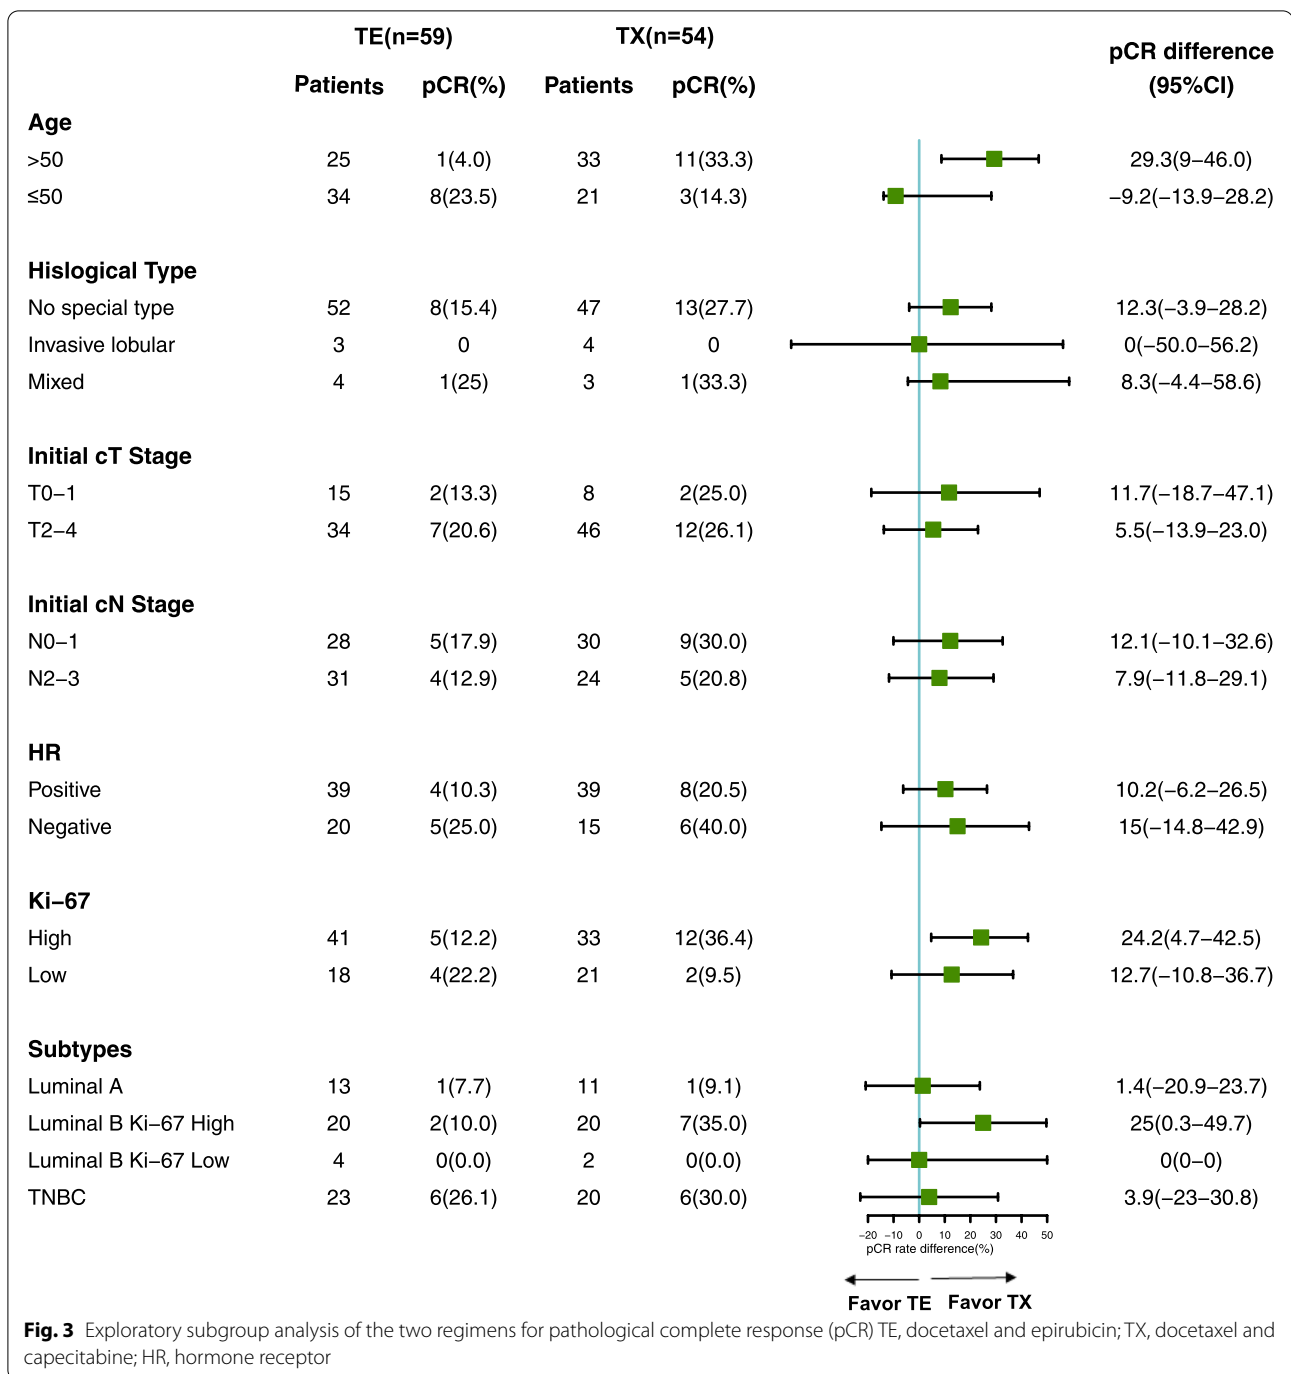 TE(n=59) TX(n=54)
pCR difference
Patients pCR(%) Patients pCR(%) (95%CI)
Age
>50 25 1(4.0) 33 11(33.3) 29.3(9−46.0)
≤50 34 8(23.5) 21 3(14.3) −9.2(−13.9−28.2)
Hislogical Type
No special type 52 8(15.4) 47 13(27.7) 12.3(−3.9−28.2)
Invasive lobular 3 0 4 0 0(−50.0−56.2)
Mixed 4 1(25) 3 1(33.3) 8.3(−4.4−58.6)
Initial cT Stage
T0−1 15 2(13.3) 8 2(25.0) 11.7(−18.7−47.1)
T2−4 34 7(20.6) 46 12(26.1) 5.5(−13.9−23.0)
Initial cN Stage
N0−1 28 5(17.9) 30 9(30.0) 12.1(−10.1−32.6)
N2−3 31 4(12.9) 24 5(20.8) 7.9(−11.8−29.1)
HR
Positive 39 4(10.3) 39 8(20.5) 10.2(−6.2−26.5)
Negative 20 5(25.0) 15 6(40.0) 15(−14.8−42.9)
Ki−67
High 41 5(12.2) 33 12(36.4) 24.2(4.7−42.5)
Low 18 4(22.2) 21 2(9.5) 12.7(−10.8−36.7)
Subtypes
Luminal A 13 1(7.7) 11 1(9.1) 1.4(−20.9−23.7)
Luminal B Ki−67 High 20 2(10.0) 20 7(35.0) 25(0.3−49.7)
Luminal B Ki−67 Low 4 0(0.0) 2 0(0.0) 0(0−0)
TNBC 23 6(26.1) 20 6(30.0) 3.9(−23−30.8)
−20 −10 0 10 20 30 40 50
pCR rate difference(%)
Favor TE Favor TX
Fig. 3 Exploratory subgroup analysis of the two regimens for pathological complete response (pCR) TE, docetaxel and epirubicin; TX, docetaxel and
capecitabine; HR, hormone receptor